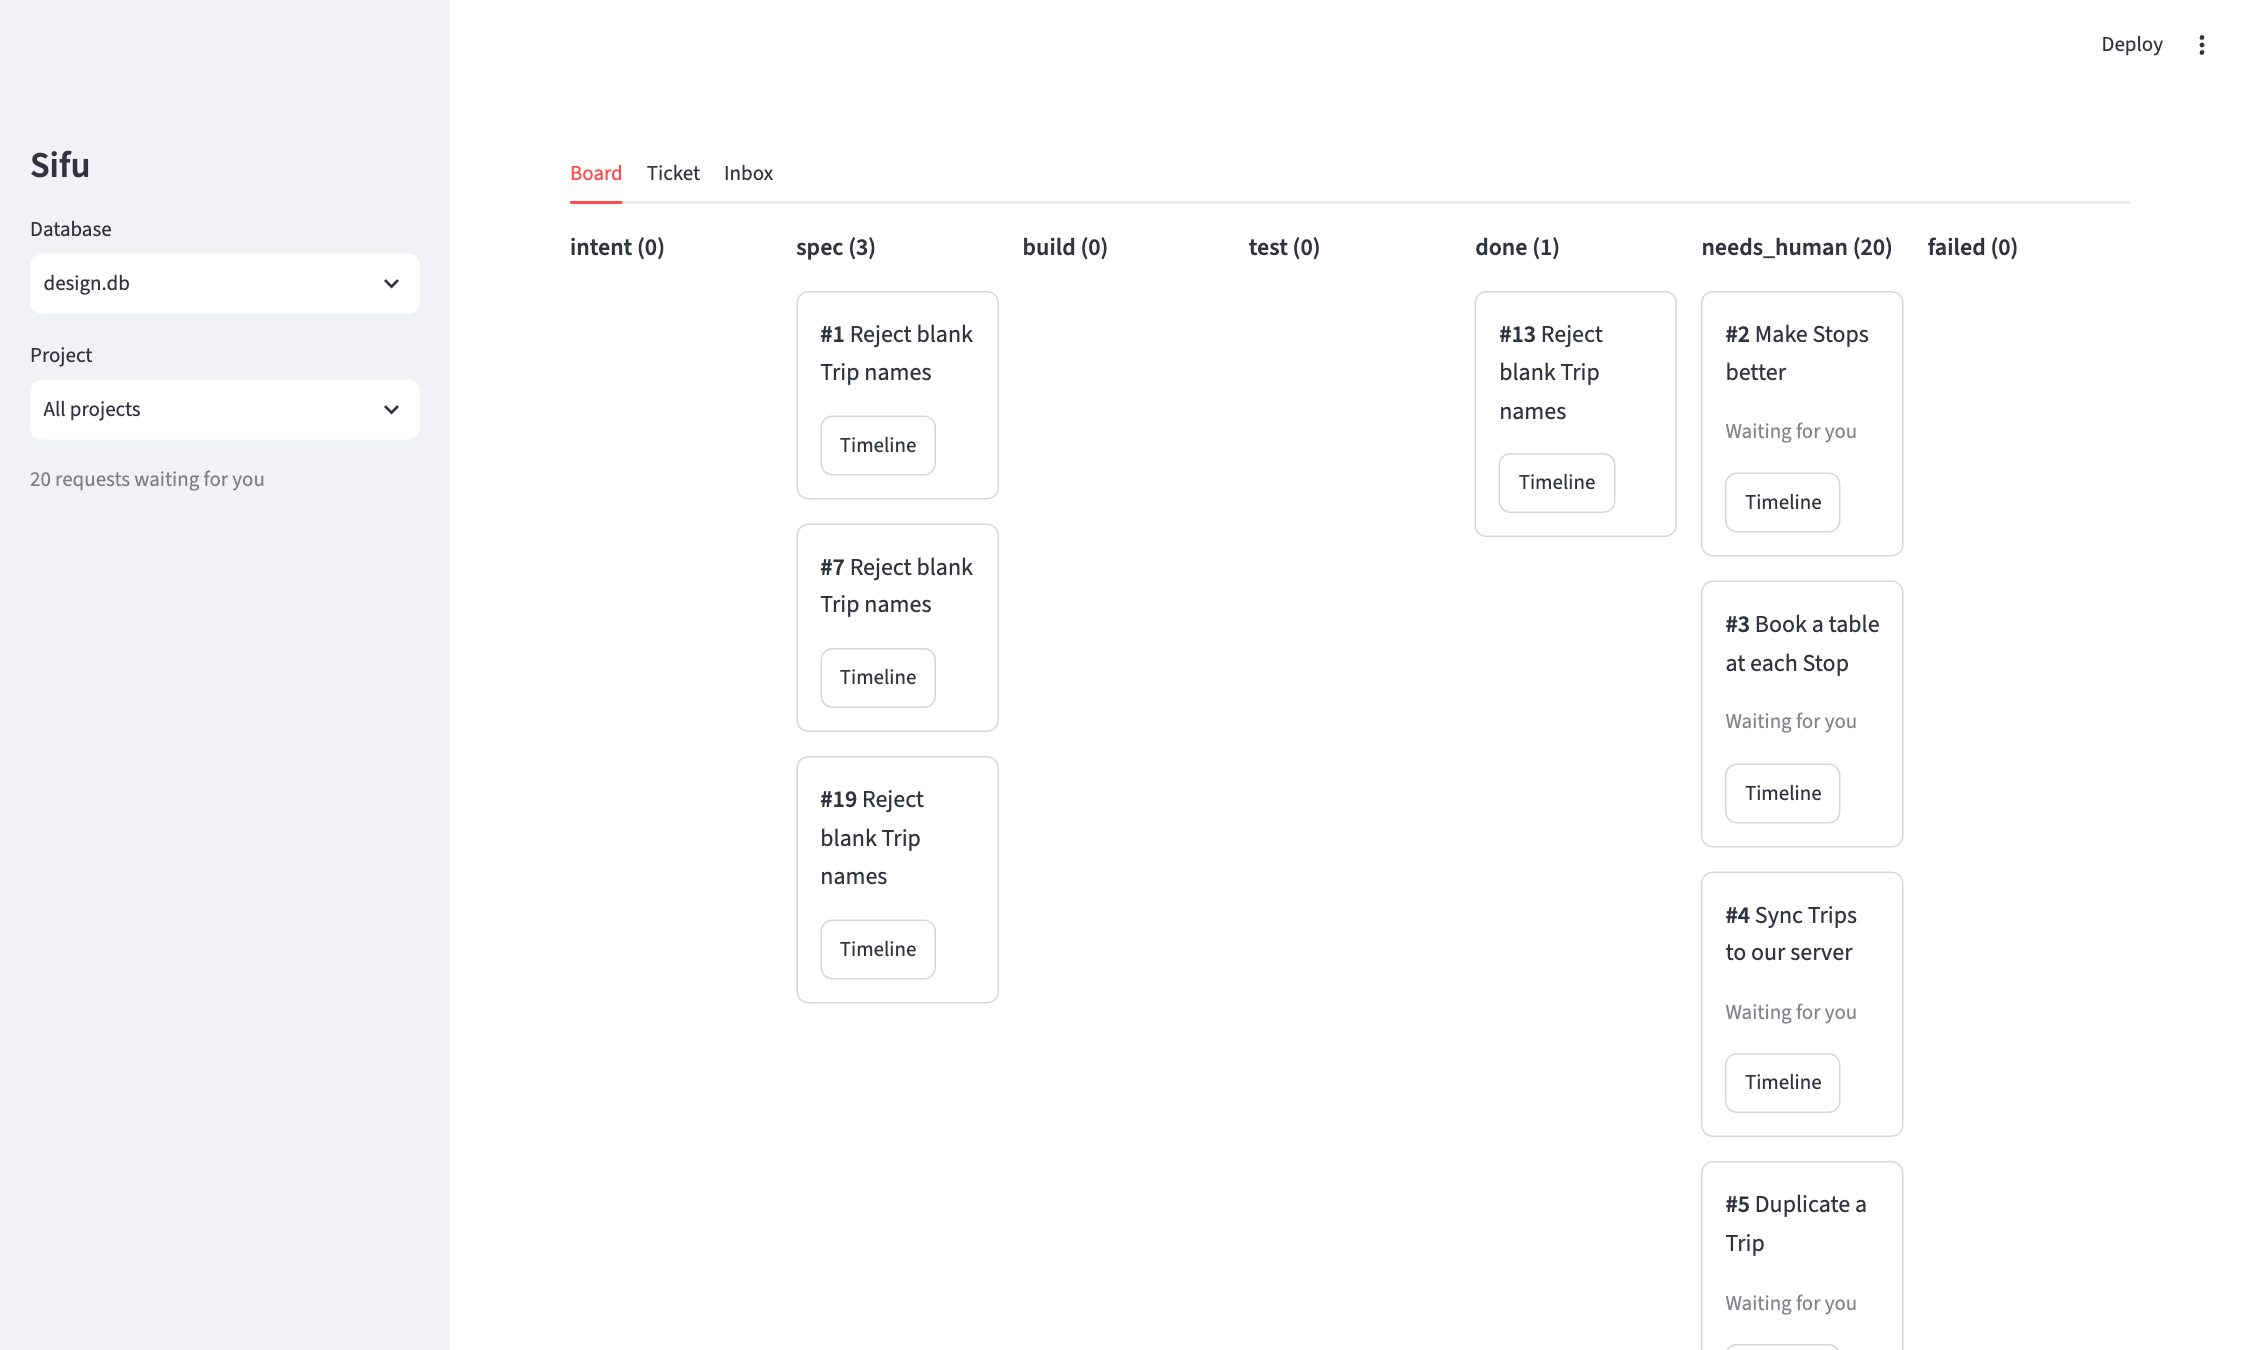 Deploy
Sifu
Database
design.db
Project
All projects
20 requests waiting for you
Board Ticket Inbox
intent (0)
spec (3)
#1 Reject blank
Trip names
Timeline
#7 Reject blank
Trip names
Timeline
#19 Reject
blank Trip
names
Timeline
build (0)
test (0)
done (1)
#13 Reject
blank Trip
names
Timeline
needs_human (20)
#2 Make Stops
better
Waiting for you
Timeline
#3 Book a table
at each Stop
Waiting for you
Timeline
#4 Sync Trips
to our server
Waiting for you
Timeline
#5 Duplicate a
Trip
Waiting for you
failed (0)